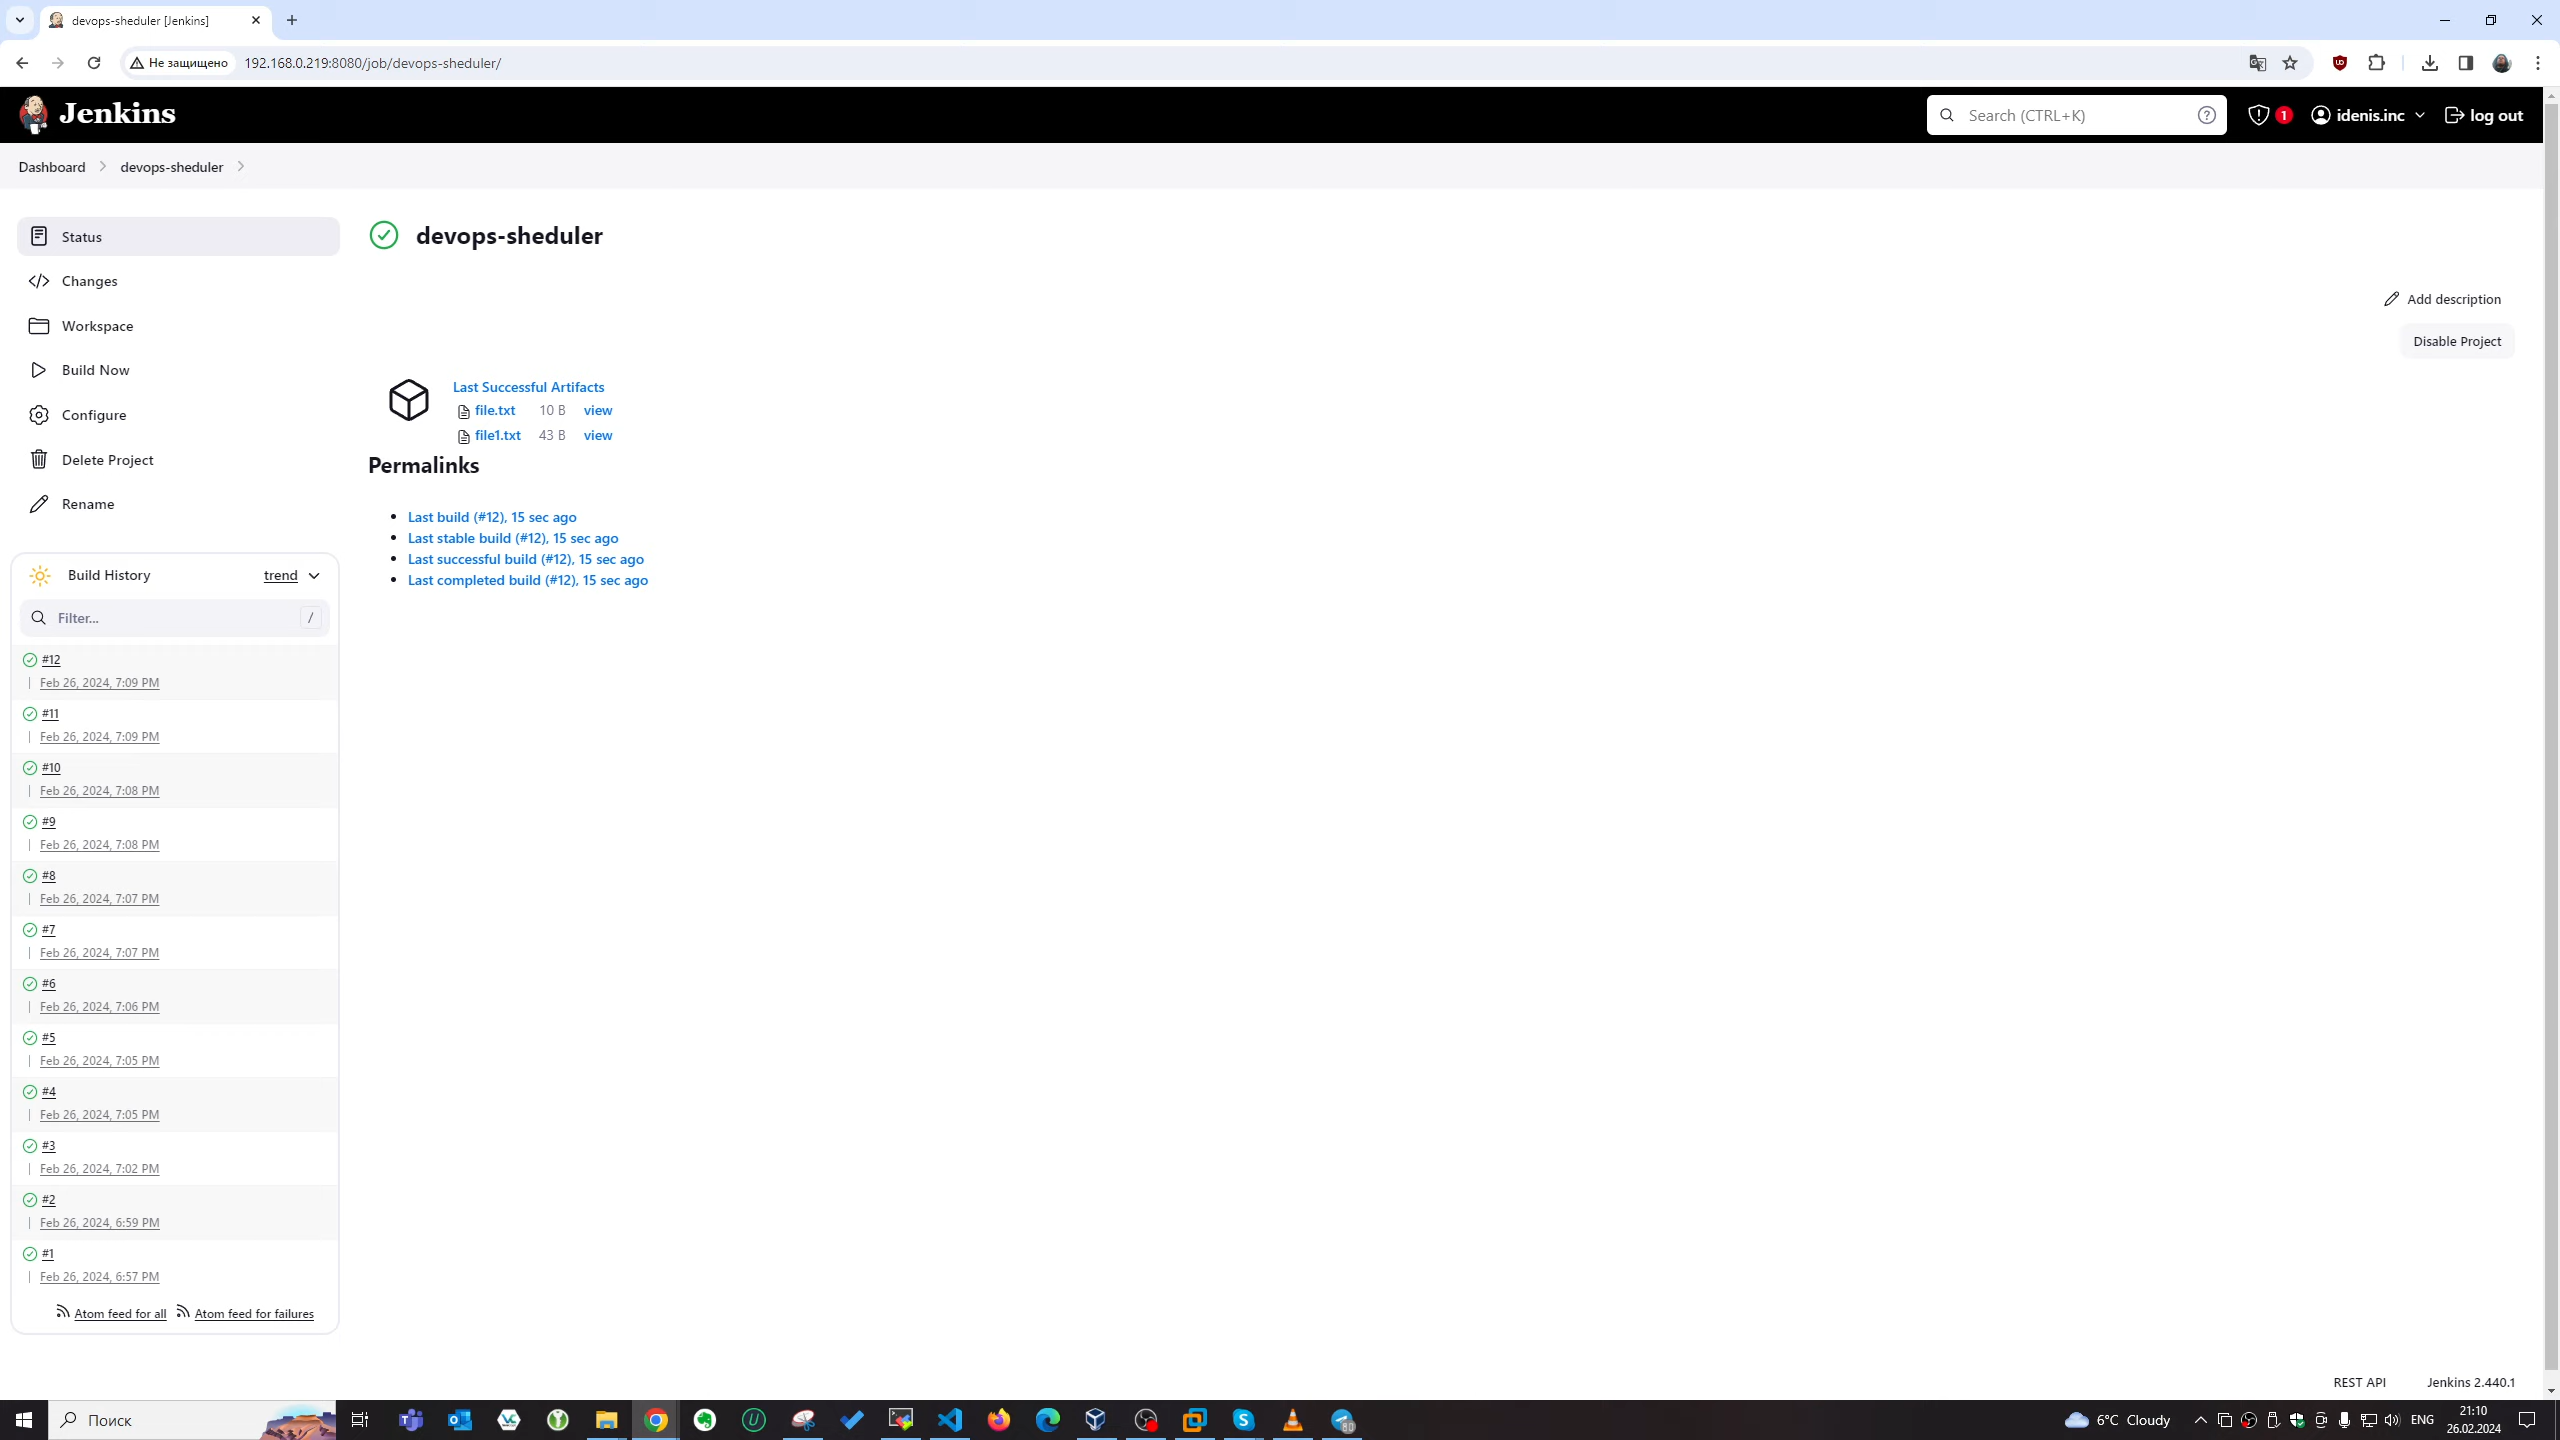 devops-sheduler [Jenkins]
Не защищено
192.168.0.219:8080/job/devops-sheduler/
Jenkins
Search (CTRL+K)
1
idenis.inc
log out
Dashboard
devops-sheduler
Status
devops-sheduler
Changes
Add description
Workspace
Disable Project
Build Now
Last Successful Artifacts
file.txt 10 B view
Configure
file1.txt 43 B view
Delete Project
Permalinks
Rename
Last build (#12), 15 sec ago
Last stable build (#12), 15 sec ago
Last successful build (#12), 15 sec ago
Last completed build (#12), 15 sec ago
Build History trend
Filter... /
#12
Feb 26, 2024, 7:09 PM
#11
Feb 26, 2024, 7:09 PM
#10
Feb 26, 2024, 7:08 PM
#9
Feb 26, 2024, 7:08 PM
#8
Feb 26, 2024, 7:07 PM
#7
Feb 26, 2024, 7:07 PM
#6
Feb 26, 2024, 7:06 PM
#5
Feb 26, 2024, 7:05 PM
#4
Feb 26, 2024, 7:05 PM
#3
Feb 26, 2024, 7:02 PM
#2
Feb 26, 2024, 6:59 PM
#1
Feb 26, 2024, 6:57 PM
Atom feed for all Atom feed for failures
REST API Jenkins 2.440.1
Поиск
6°C Cloudy
ENG
21:10
26.02.2024